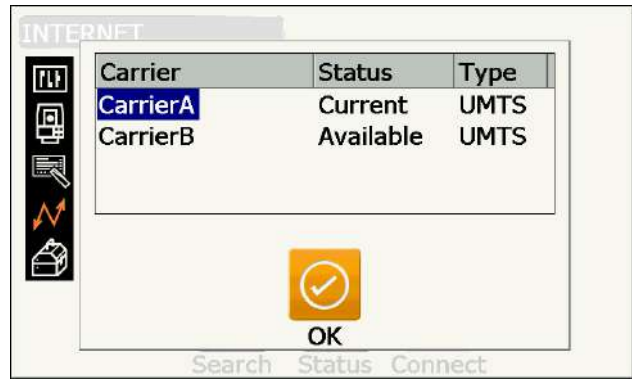 INTERNET
Carrier Status Type
CarrierA Current UMTS
CarrierB Available UMTS
OK
Search Status Connect